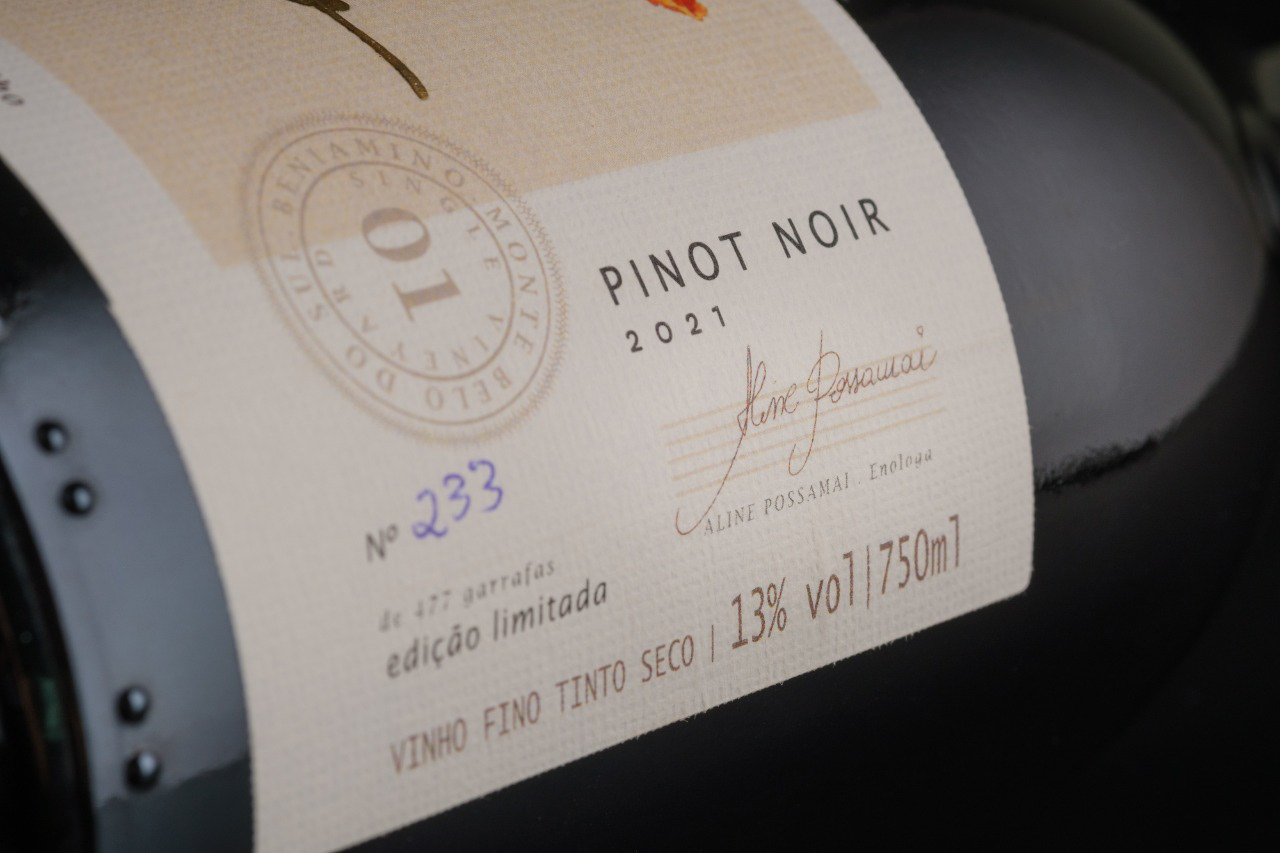 BENIAMINO . MONTE BELO DO SUL .
SINGLE VINEYARD
01
PINOT NOIR
2021
Aline Possamai
ALINE POSSAMAI . Enóloga
Nº 233
de 477 garrafas
edição limitada
VINHO FINO TINTO SECO | 13% vol|750ml